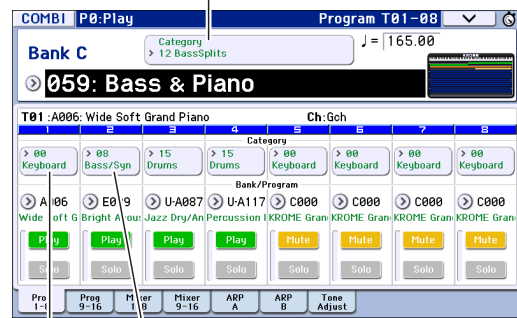 COMBI P0:Play Program T01-08
Category
> 12 BassSplits
♩= 165.00
Bank C
059: Bass & Piano
KROME
T01 :A006: Wide Soft Grand Piano Ch:Gch
1 2 3 4 5 6 7 8
Category
> 00 > 08 > 15 > 15 > 00 > 00 > 00 > 00
Keyboard Bass/Syn Drums Drums Keyboard Keyboard Keyboard Keyboard
Bank/Program
U-A087 U-A117 C000 C000 C000 C000
Wide Jazz Dry/An Percussion I KROME Gran KROME Gran KROME Gran KROME Gran
Play Play Play Play Mute Mute Mute Mute
Solo Solo Solo Solo Solo Solo Solo Solo
Prog Mixer ARP ARP Tone
9-16 9-16 A B Adjust